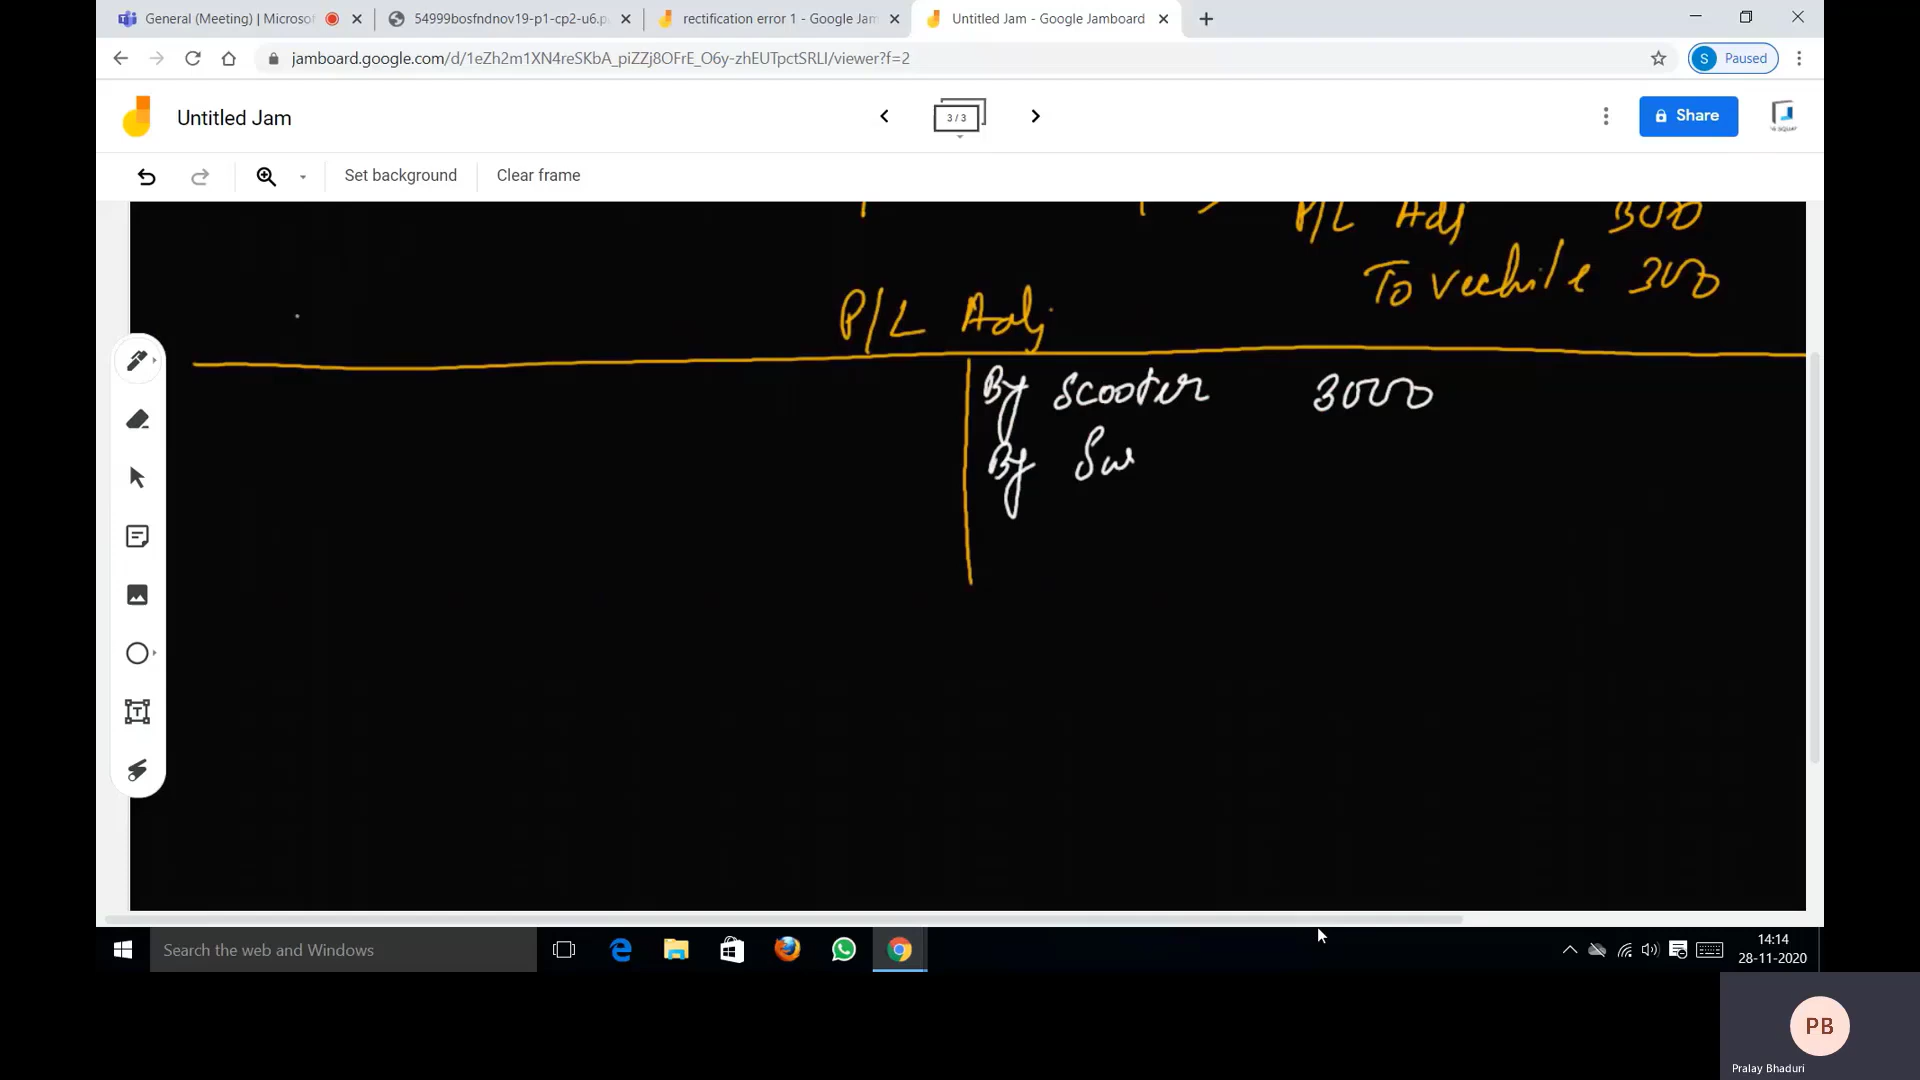 General (Meeting) | Microso
54999bosfndnov19-p1-cp2-u6.p
rectification error 1 - Google Jam
Untitled Jam - Google Jamboard
jamboard.google.com/d/1eZh2m1XN4reSKbA_piZZj8OFrE_O6y-zhEUTpctSRLI/viewer?f=2
S Paused
Untitled Jam
3 / 3
Share
Set background
Clear frame
P/L Adj 300
To Vechile 300
P/L Adj
By Scooter 3000
By Su
Search the web and Windows
14:14
28-11-2020
PB
Pralay Bhaduri